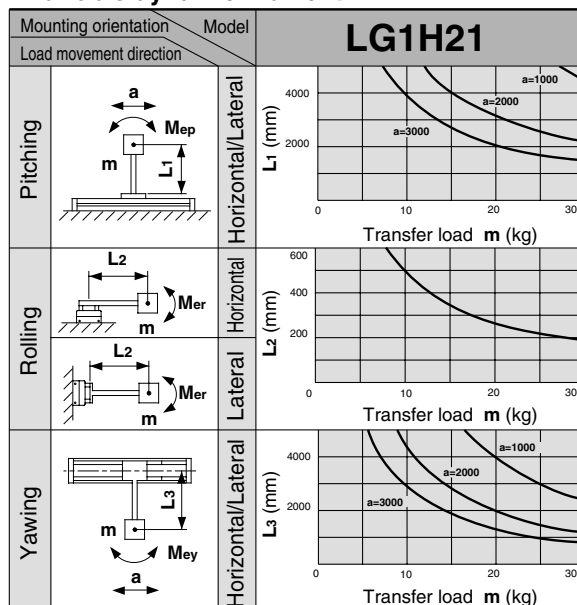 Mounting orientation
Model
Load movement direction
LG1H21
Pitching
a
Mep
m
L1
Horizontal/Lateral
L1 (mm)
4000
2000
a=1000
a=2000
a=3000
0
10
20
30
Transfer load m (kg)
Rolling
L2
Mer
m
Horizontal
L2
Mer
m
Lateral
L2 (mm)
600
400
200
0
10
20
30
Transfer load m (kg)
Yawing
L3
m
Mey
a
Horizontal/Lateral
L3 (mm)
4000
2000
a=1000
a=2000
a=3000
0
10
20
30
Transfer load m (kg)